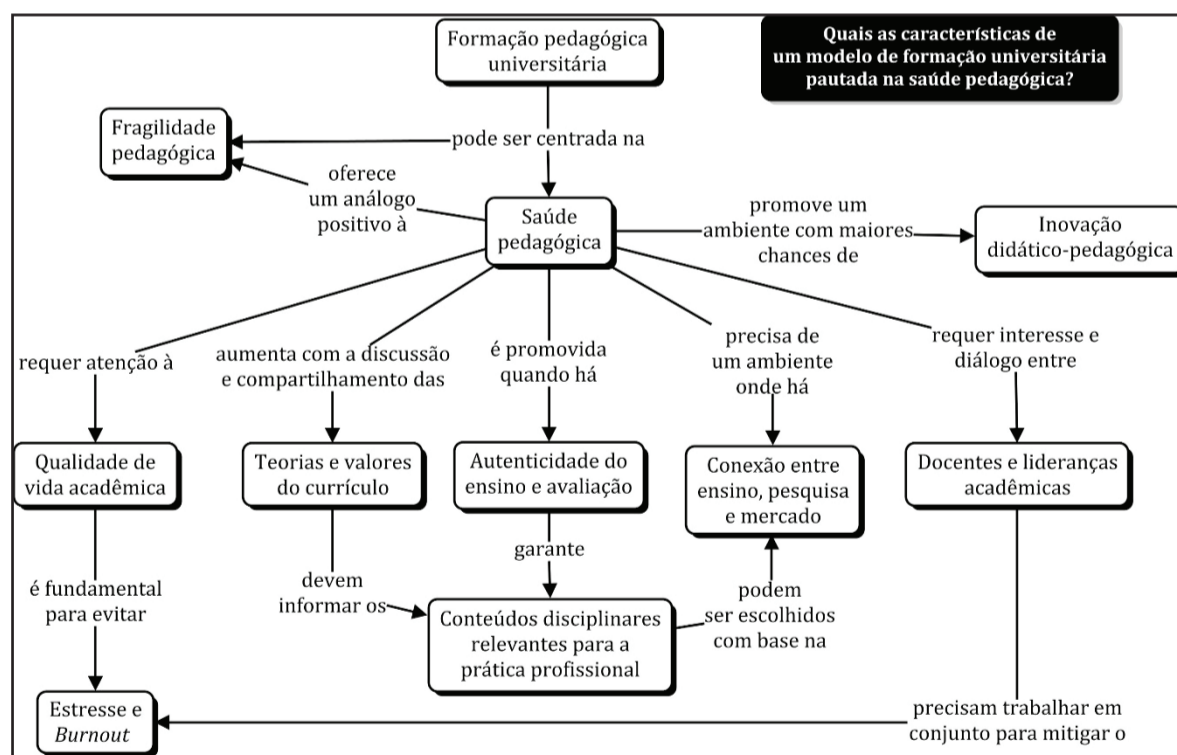 Formação pedagógica
universitária
Quais as características de
um modelo de formação universitária
pautada na saúde pedagógica?
Fragilidade
pedagógica
pode ser centrada na
oferece
um análogo
positivo à
Saúde
pedagógica
promove um
ambiente com maiores
chances de
Inovação
didático-pedagógica
requer atenção à
aumenta com a discussão
e compartilhamento das
é promovida
quando há
precisa de
um ambiente
onde há
requer interesse e
diálogo entre
Qualidade de
vida acadêmica
Teorias e valores
do currículo
Autenticidade do
ensino e avaliação
Conexão entre
ensino, pesquisa
e mercado
Docentes e lideranças
acadêmicas
é fundamental
para evitar
devem
informar os
garante
Conteúdos disciplinares
relevantes para a
prática profissional
podem
ser escolhidos
com base na
Estresse e
Burnout
precisam trabalhar em
conjunto para mitigar o